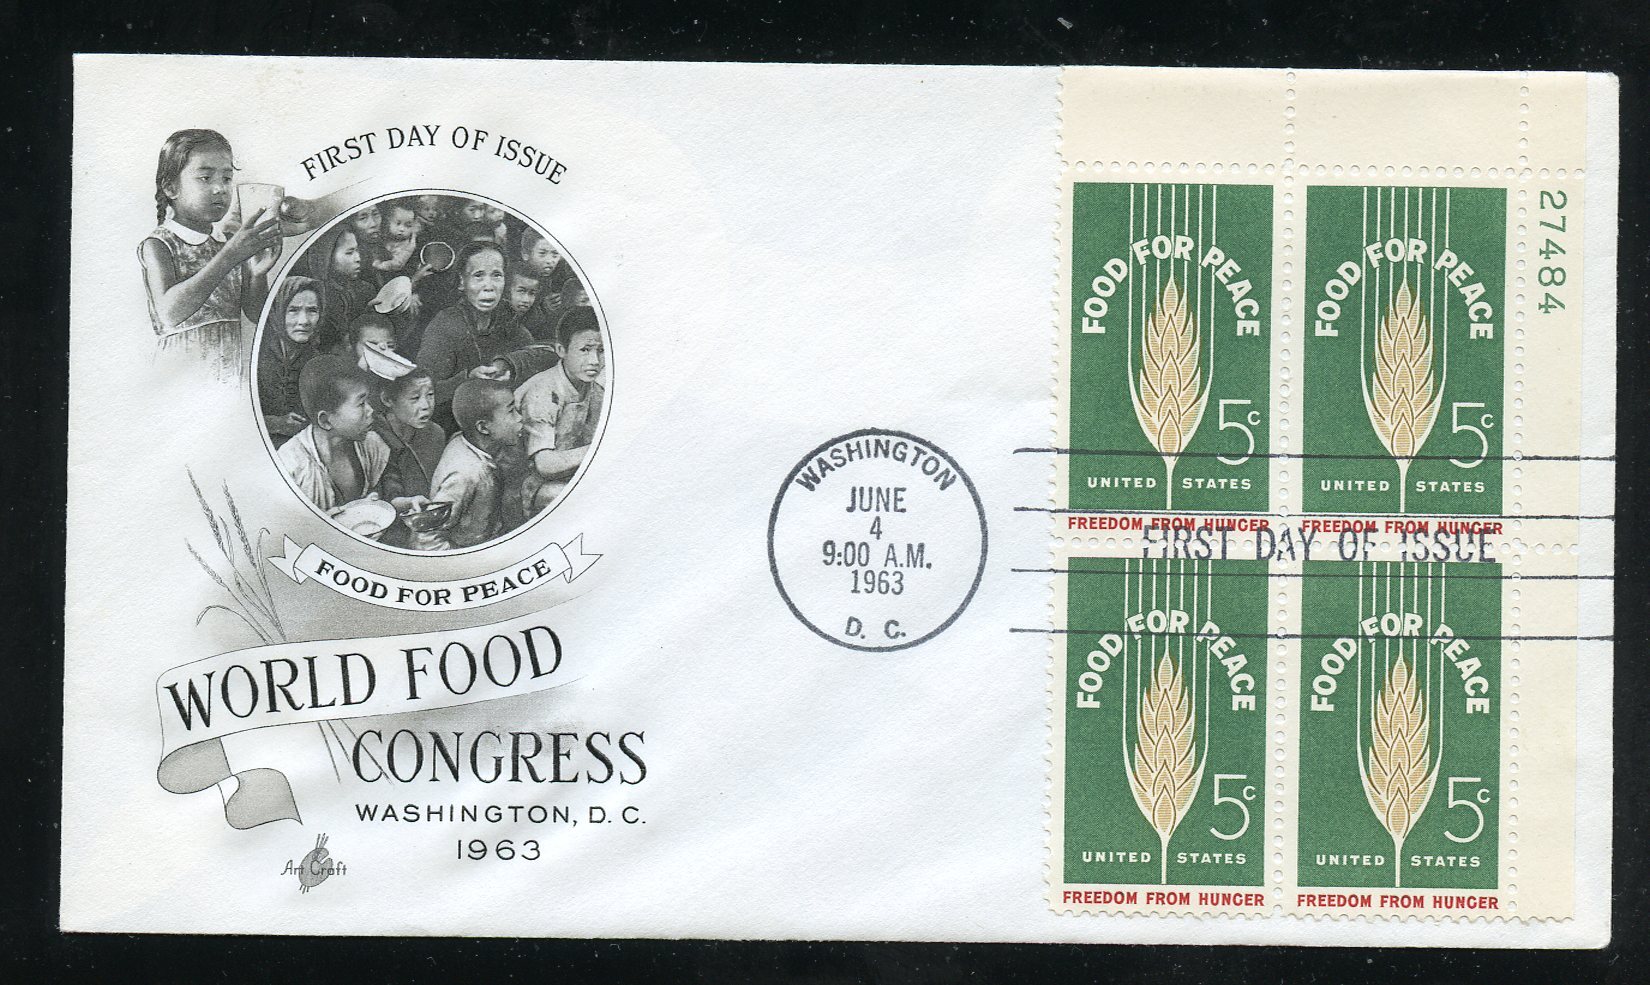 FIRST DAY OF ISSUE
FOOD FOR PEACE
WORLD FOOD
CONGRESS
WASHINGTON, D. C.
1963
Art Craft
WASHINGTON
JUNE
4
9:00 A.M.
1963
D. C.
FIRST DAY OF ISSUE
FOOD FOR PEACE
5c
UNITED STATES
FREEDOM FROM HUNGER
FOOD FOR PEACE
5c
UNITED STATES
FREEDOM FROM HUNGER
27484
FOOD FOR PEACE
5c
UNITED STATES
FREEDOM FROM HUNGER
FOOD FOR PEACE
5c
UNITED STATES
FREEDOM FROM HUNGER